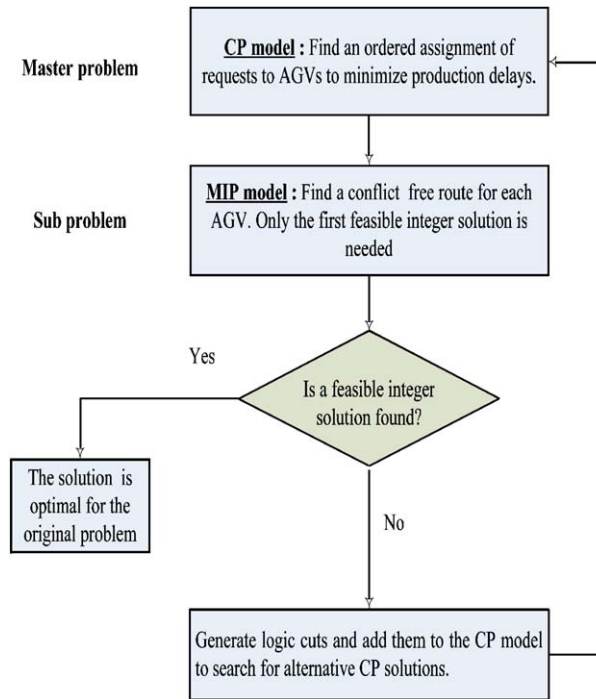 Master problem
CP model : Find an ordered assignment of
requests to AGVs to minimize production delays.
Sub problem
MIP model : Find a conflict free route for each
AGV. Only the first feasible integer solution is
needed
Yes
Is a feasible integer
solution found?
The solution is
optimal for the
original problem
No
Generate logic cuts and add them to the CP model
to search for alternative CP solutions.